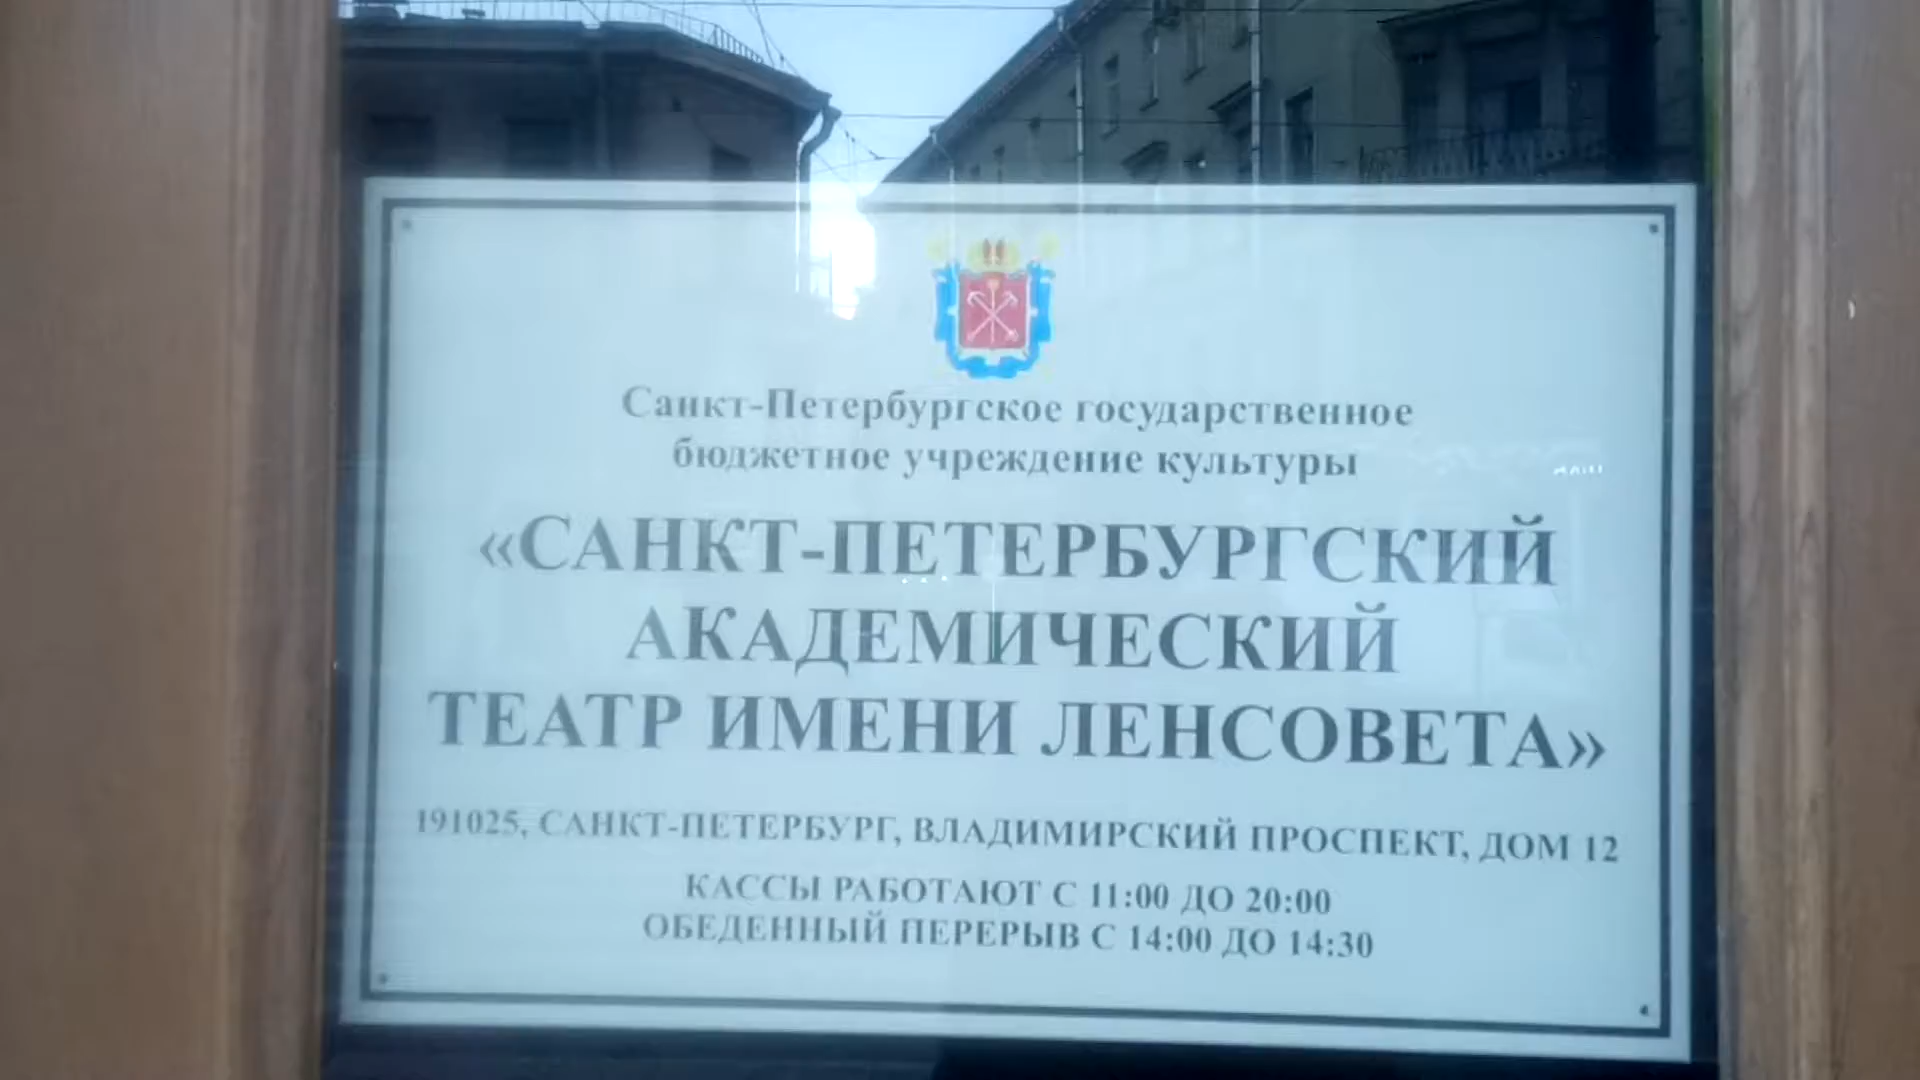 Санкт-Петербургское государственное
бюджетное учреждение культуры
«САНКТ-ПЕТЕРБУРГСКИЙ
АКАДЕМИЧЕСКИЙ
ТЕАТР ИМЕНИ ЛЕНСОВЕТА»
191025, САНКТ-ПЕТЕРБУРГ, ВЛАДИМИРСКИЙ ПРОСПЕКТ, ДОМ 12
КАССЫ РАБОТАЮТ С 11:00 ДО 20:00
ОБЕДЕННЫЙ ПЕРЕРЫВ С 14:00 ДО 14:30